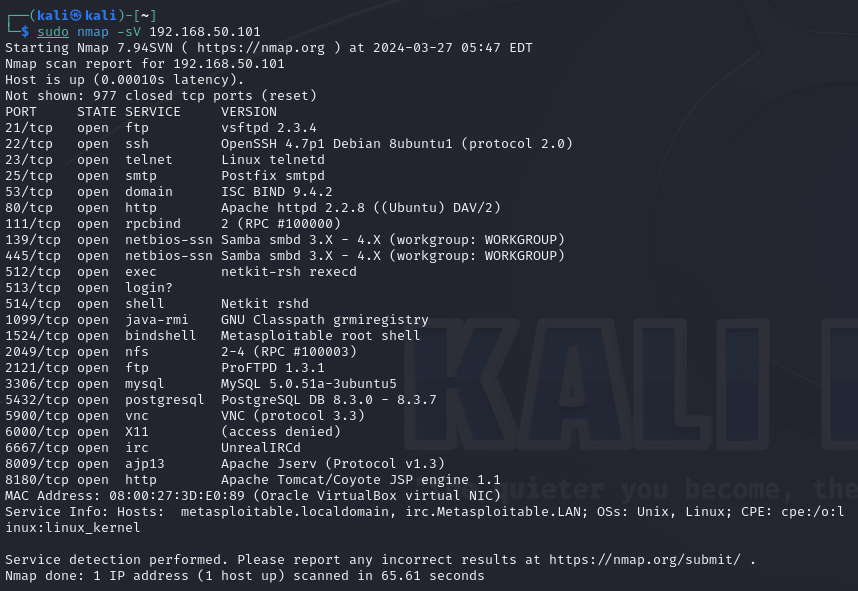 ┌──(kali㉿kali)-[~]
└─$ sudo nmap -sV 192.168.50.101
Starting Nmap 7.94SVN ( https://nmap.org ) at 2024-03-27 05:47 EDT
Nmap scan report for 192.168.50.101
Host is up (0.00010s latency).
Not shown: 977 closed tcp ports (reset)
PORT     STATE SERVICE     VERSION
21/tcp   open  ftp         vsftpd 2.3.4
22/tcp   open  ssh         OpenSSH 4.7p1 Debian 8ubuntu1 (protocol 2.0)
23/tcp   open  telnet      Linux telnetd
25/tcp   open  smtp        Postfix smtpd
53/tcp   open  domain      ISC BIND 9.4.2
80/tcp   open  http        Apache httpd 2.2.8 ((Ubuntu) DAV/2)
111/tcp  open  rpcbind     2 (RPC #100000)
139/tcp  open  netbios-ssn Samba smbd 3.X - 4.X (workgroup: WORKGROUP)
445/tcp  open  netbios-ssn Samba smbd 3.X - 4.X (workgroup: WORKGROUP)
512/tcp  open  exec        netkit-rsh rexecd
513/tcp  open  login?
514/tcp  open  shell       Netkit rshd
1099/tcp open  java-rmi    GNU Classpath grmiregistry
1524/tcp open  bindshell   Metasploitable root shell
2049/tcp open  nfs         2-4 (RPC #100003)
2121/tcp open  ftp         ProFTPD 1.3.1
3306/tcp open  mysql       MySQL 5.0.51a-3ubuntu5
5432/tcp open  postgresql  PostgreSQL DB 8.3.0 - 8.3.7
5900/tcp open  vnc         VNC (protocol 3.3)
6000/tcp open  X11         (access denied)
6667/tcp open  irc         UnrealIRCd
8009/tcp open  ajp13       Apache Jserv (Protocol v1.3)
8180/tcp open  http        Apache Tomcat/Coyote JSP engine 1.1
MAC Address: 08:00:27:3D:E0:89 (Oracle VirtualBox virtual NIC)
Service Info: Hosts:  metasploitable.localdomain, irc.Metasploitable.LAN; OSs: Unix, Linux; CPE: cpe:/o:l
inux:linux_kernel

Service detection performed. Please report any incorrect results at https://nmap.org/submit/ .
Nmap done: 1 IP address (1 host up) scanned in 65.61 seconds
KALI
quieter you become, the